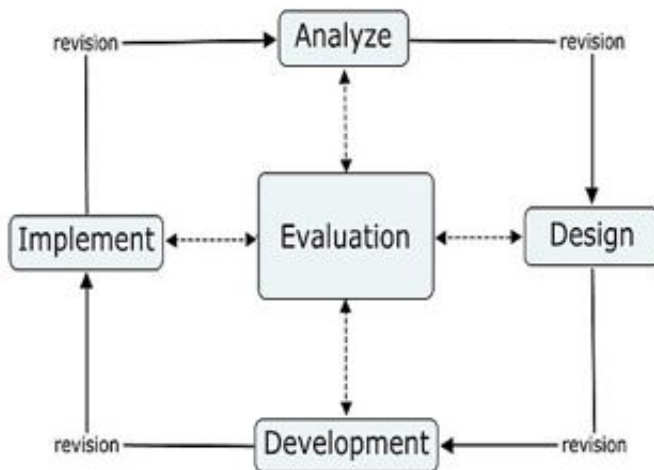 revision
Analyze
revision
Implement
Evaluation
Design
revision
Development
revision